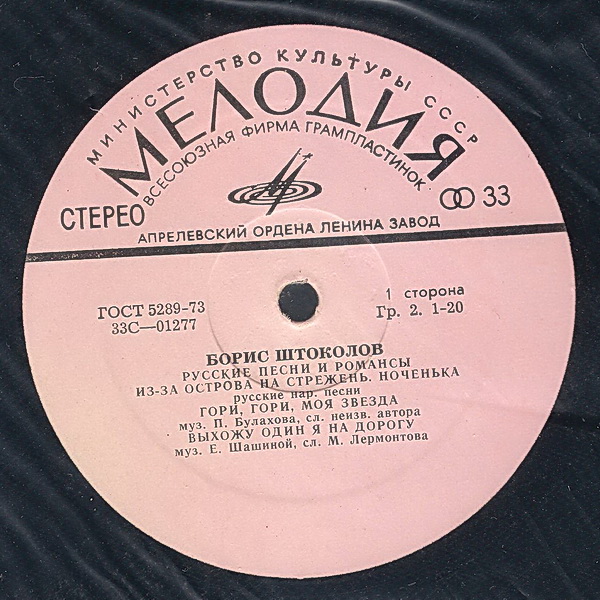 МИНИСТЕРСТВО КУЛЬТУРЫ СССР
МЕЛОДИЯ
ВСЕСОЮЗНАЯ ФИРМА ГРАМПЛАСТИНОК
СТЕРЕО
33
АПРЕЛЕВСКИЙ ОРДЕНА ЛЕНИНА ЗАВОД
ГОСТ 5289-73
33С—01277
1 сторона
Гр. 2. 1-20
БОРИС ШТОКОЛОВ
РУССКИЕ ПЕСНИ И РОМАНСЫ
ИЗ-ЗА ОСТРОВА НА СТРЕЖЕНЬ. НОЧЕНЬКА
русские нар. песни
ГОРИ, ГОРИ, МОЯ ЗВЕЗДА
муз. П. Булахова, сл. неизв. автора
ВЫХОЖУ ОДИН Я НА ДОРОГУ
муз. Е. Шашиной, сл. М. Лермонтова